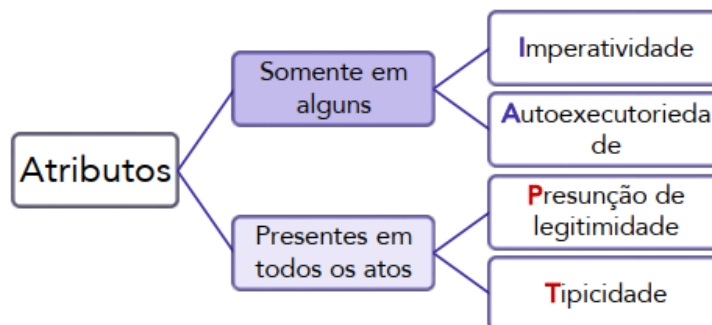 Atributos
Somente em
alguns
Imperatividade
Autoexecutorieda
de
Presentes em
todos os atos
Presunção de
legitimidade
Tipicidade